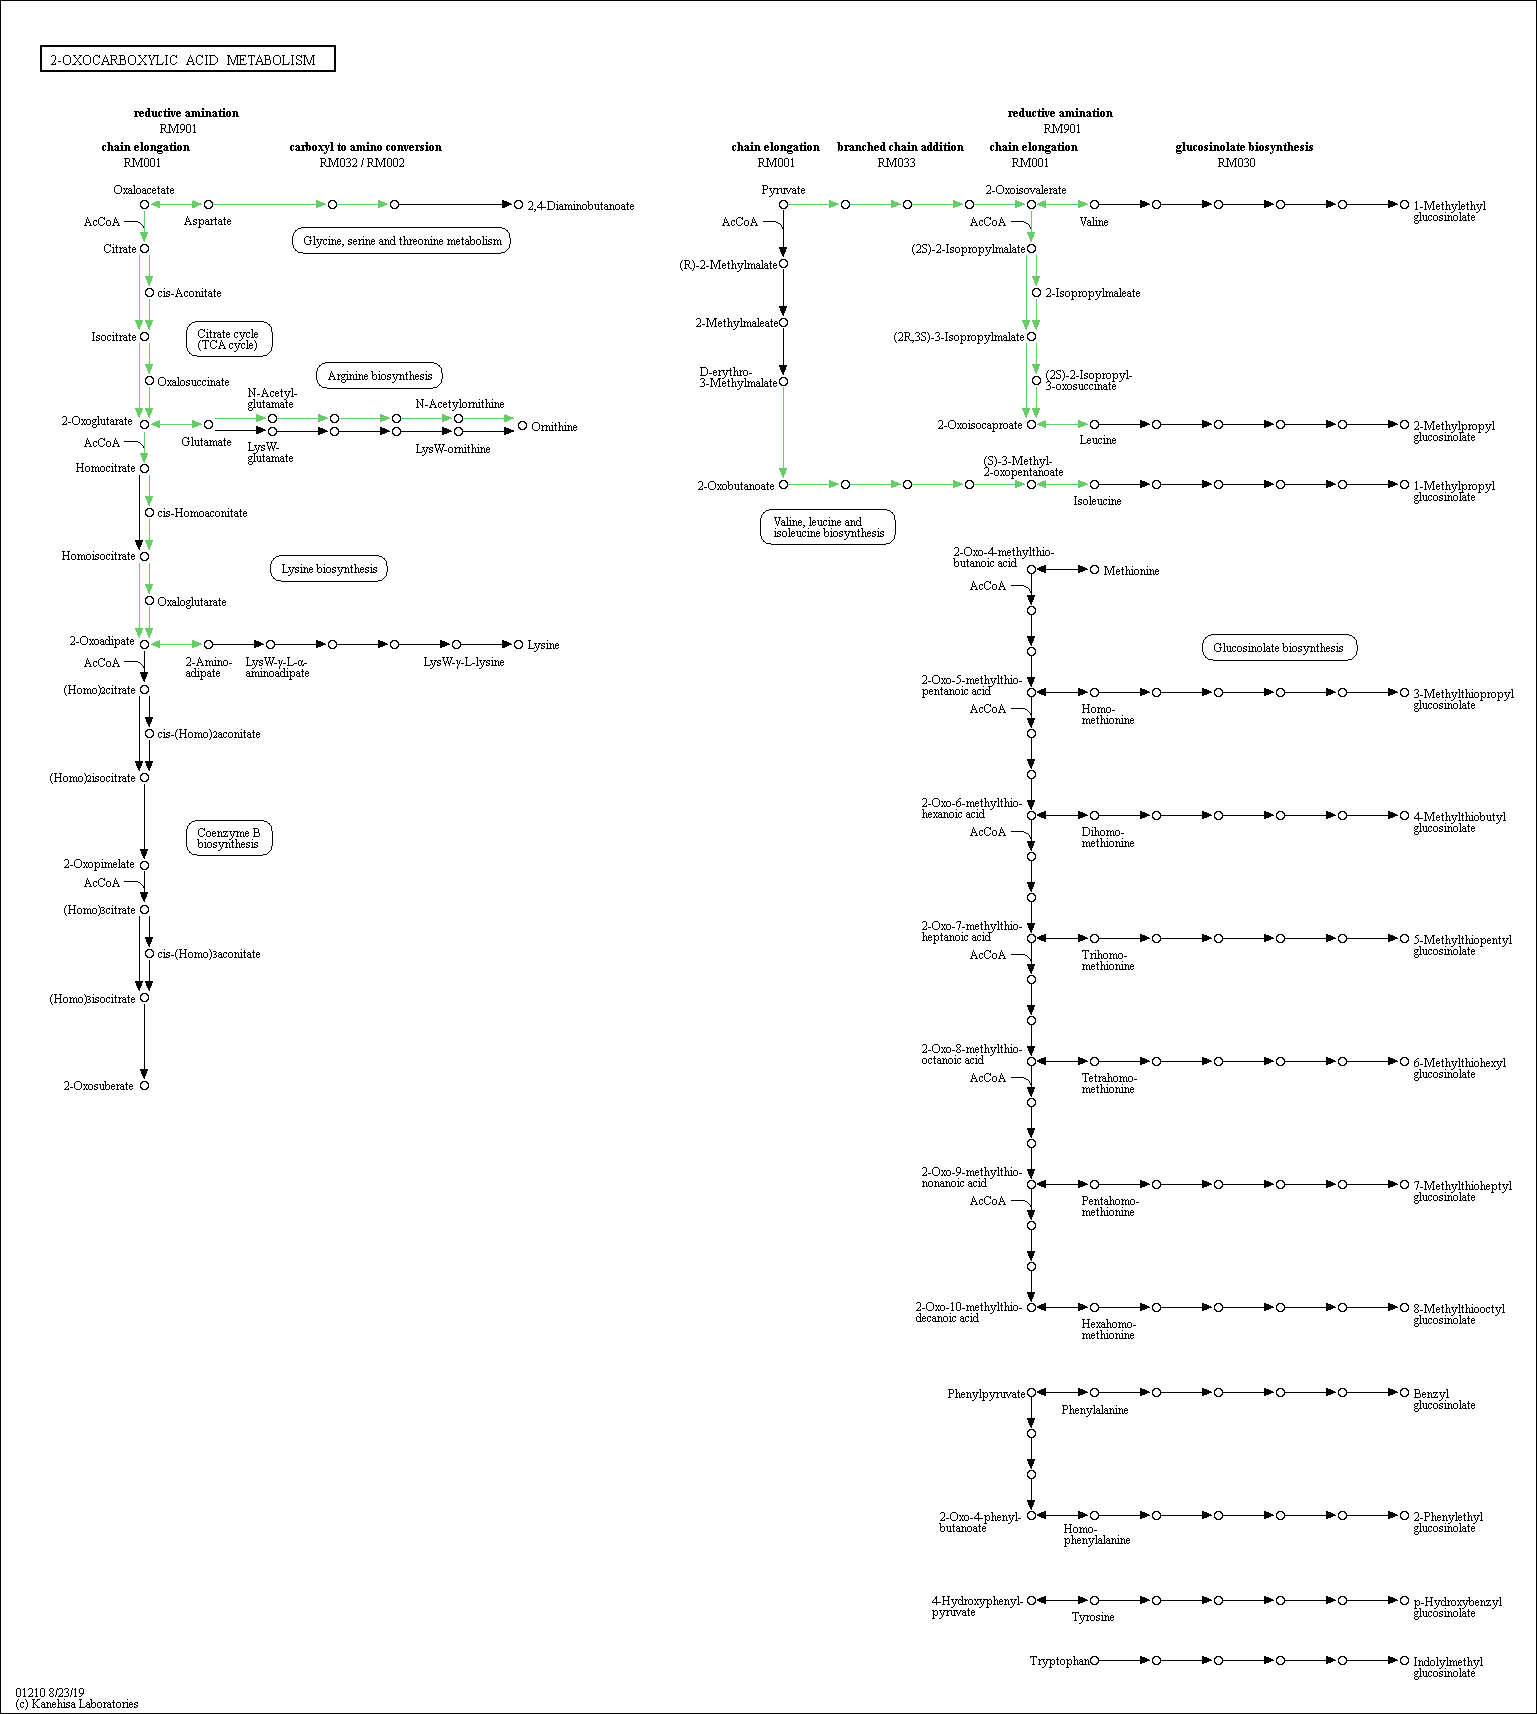 2-OXOCARBOXYLIC ACID METABOLISM
reductive amination
RM901
chain elongation
RM001
carboxyl to amino conversion
RM032 / RM002
Oxaloacetate
AcCoA
Aspartate
2,4-Diaminobutanoate
Glycine, serine and threonine metabolism
Citrate
cis-Aconitate
Isocitrate
Citrate cycle
(TCA cycle)
Oxalosuccinate
Arginine biosynthesis
2-Oxoglutarate
Glutamate
N-Acetyl-
glutamate
N-Acetylornithine
Ornithine
LysW-
glutamate
LysW-ornithine
AcCoA
Homocitrate
cis-Homoaconitate
Homoisocitrate
Lysine biosynthesis
Oxaloglutarate
2-Oxoadipate
2-Amino-
adipate
LysW-γ-L-α-
aminoadipate
LysW-γ-L-lysine
Lysine
AcCoA
(Homo)2citrate
cis-(Homo)2aconitate
(Homo)2isocitrate
Coenzyme B
biosynthesis
2-Oxopimelate
AcCoA
(Homo)3citrate
cis-(Homo)3aconitate
(Homo)3isocitrate
2-Oxosuberate
reductive amination
RM901
chain elongation
RM001
branched chain addition
RM033
chain elongation
RM001
glucosinolate biosynthesis
RM030
Pyruvate
AcCoA
(R)-2-Methylmalate
2-Methylmaleate
D-erythro-
3-Methylmalate
2-Oxobutanoate
Valine, leucine and
isoleucine biosynthesis
2-Oxoisovalerate
AcCoA
Valine
1-Methylethyl
glucosinolate
(2S)-2-Isopropylmalate
2-Isopropylmaleate
(2R,3S)-3-Isopropylmalate
(2S)-2-Isopropyl-
3-oxosuccinate
2-Oxoisocaproate
Leucine
2-Methylpropyl
glucosinolate
(S)-3-Methyl-
2-oxopentanoate
Isoleucine
1-Methylpropyl
glucosinolate
2-Oxo-4-methylthio-
butanoic acid
Methionine
AcCoA
Glucosinolate biosynthesis
2-Oxo-5-methylthio-
pentanoic acid
AcCoA
Homo-
methionine
3-Methylthiopropyl
glucosinolate
2-Oxo-6-methylthio-
hexanoic acid
AcCoA
Dihomo-
methionine
4-Methylthiobutyl
glucosinolate
2-Oxo-7-methylthio-
heptanoic acid
AcCoA
Trihomo-
methionine
5-Methylthiopentyl
glucosinolate
2-Oxo-8-methylthio-
octanoic acid
AcCoA
Tetrahomo-
methionine
6-Methylthiohexyl
glucosinolate
2-Oxo-9-methylthio-
nonanoic acid
AcCoA
Pentahomo-
methionine
7-Methylthioheptyl
glucosinolate
2-Oxo-10-methylthio-
decanoic acid
Hexahomo-
methionine
8-Methylthiooctyl
glucosinolate
Phenylpyruvate
Phenylalanine
Benzyl
glucosinolate
2-Oxo-4-phenyl-
butanoate
Homo-
phenylalanine
2-Phenylethyl
glucosinolate
4-Hydroxyphenyl-
pyruvate
Tyrosine
p-Hydroxybenzyl
glucosinolate
Tryptophan
Indolylmethyl
glucosinolate
01210 8/23/19
(c) Kanehisa Laboratories